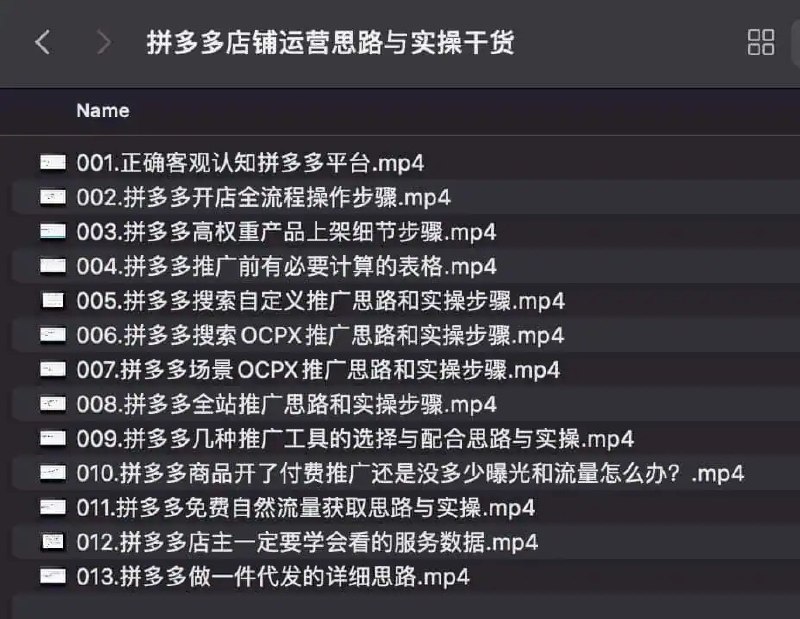 拼多多店铺运营思路与实操干货
Name
001.正确客观认知拼多多平台.mp4
002.拼多多开店全流程操作步骤.mp4
003.拼多多高权重产品上架细节步骤.mp4
004.拼多多推广前有必要计算的表格.mp4
005.拼多多搜索自定义推广思路和实操步骤.mp4
006.拼多多搜索OCPX推广思路和实操步骤.mp4
007.拼多多场景OCPX推广思路和实操步骤.mp4
008.拼多多全站推广思路和实操步骤.mp4
009.拼多多几种推广工具的选择与配合思路与实操.mp4
010.拼多多商品开了付费推广还是没多少曝光和流量怎么办？.mp4
011.拼多多免费自然流量获取思路与实操.mp4
012.拼多多店主一定要学会看的服务数据.mp4
013.拼多多做一件代发的详细思路.mp4